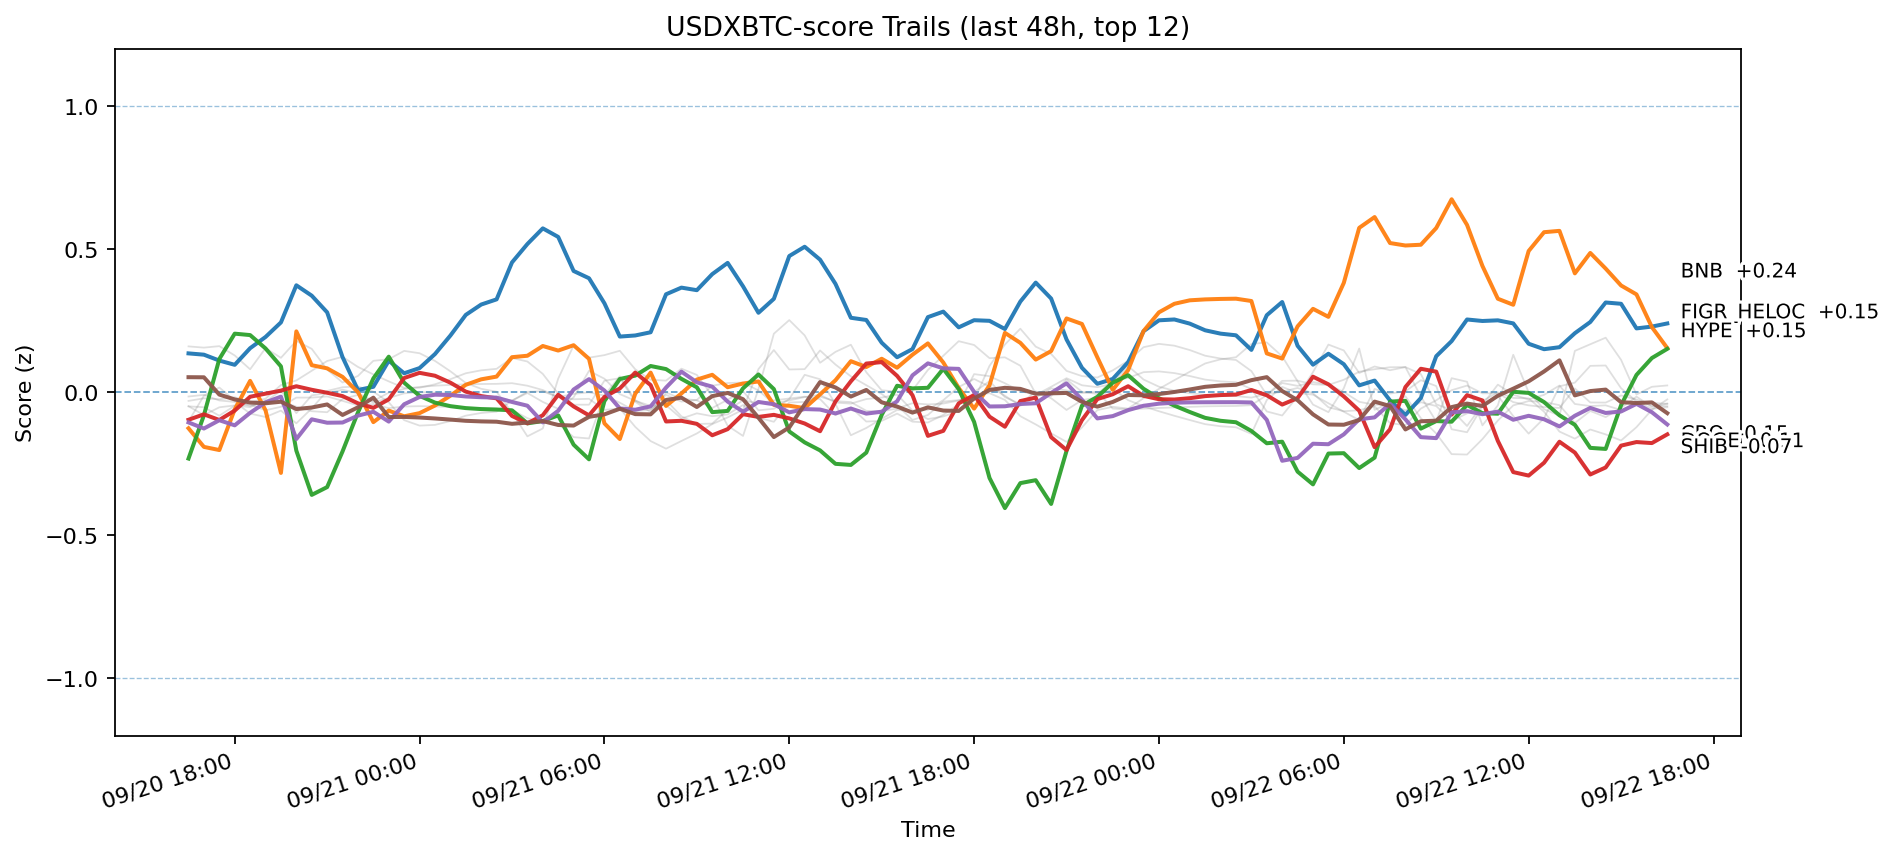 USDXBTC-score Trails (last 48h, top 12)
Score (z)
1.0
0.5
0.0
−0.5
−1.0
BNB +0.24
FIGR_HELOC +0.15
HYPE +0.15
SHIB -0.07
09/20 18:00
09/21 00:00
09/21 06:00
09/21 12:00
09/21 18:00
09/22 00:00
09/22 06:00
09/22 12:00
09/22 18:00
Time